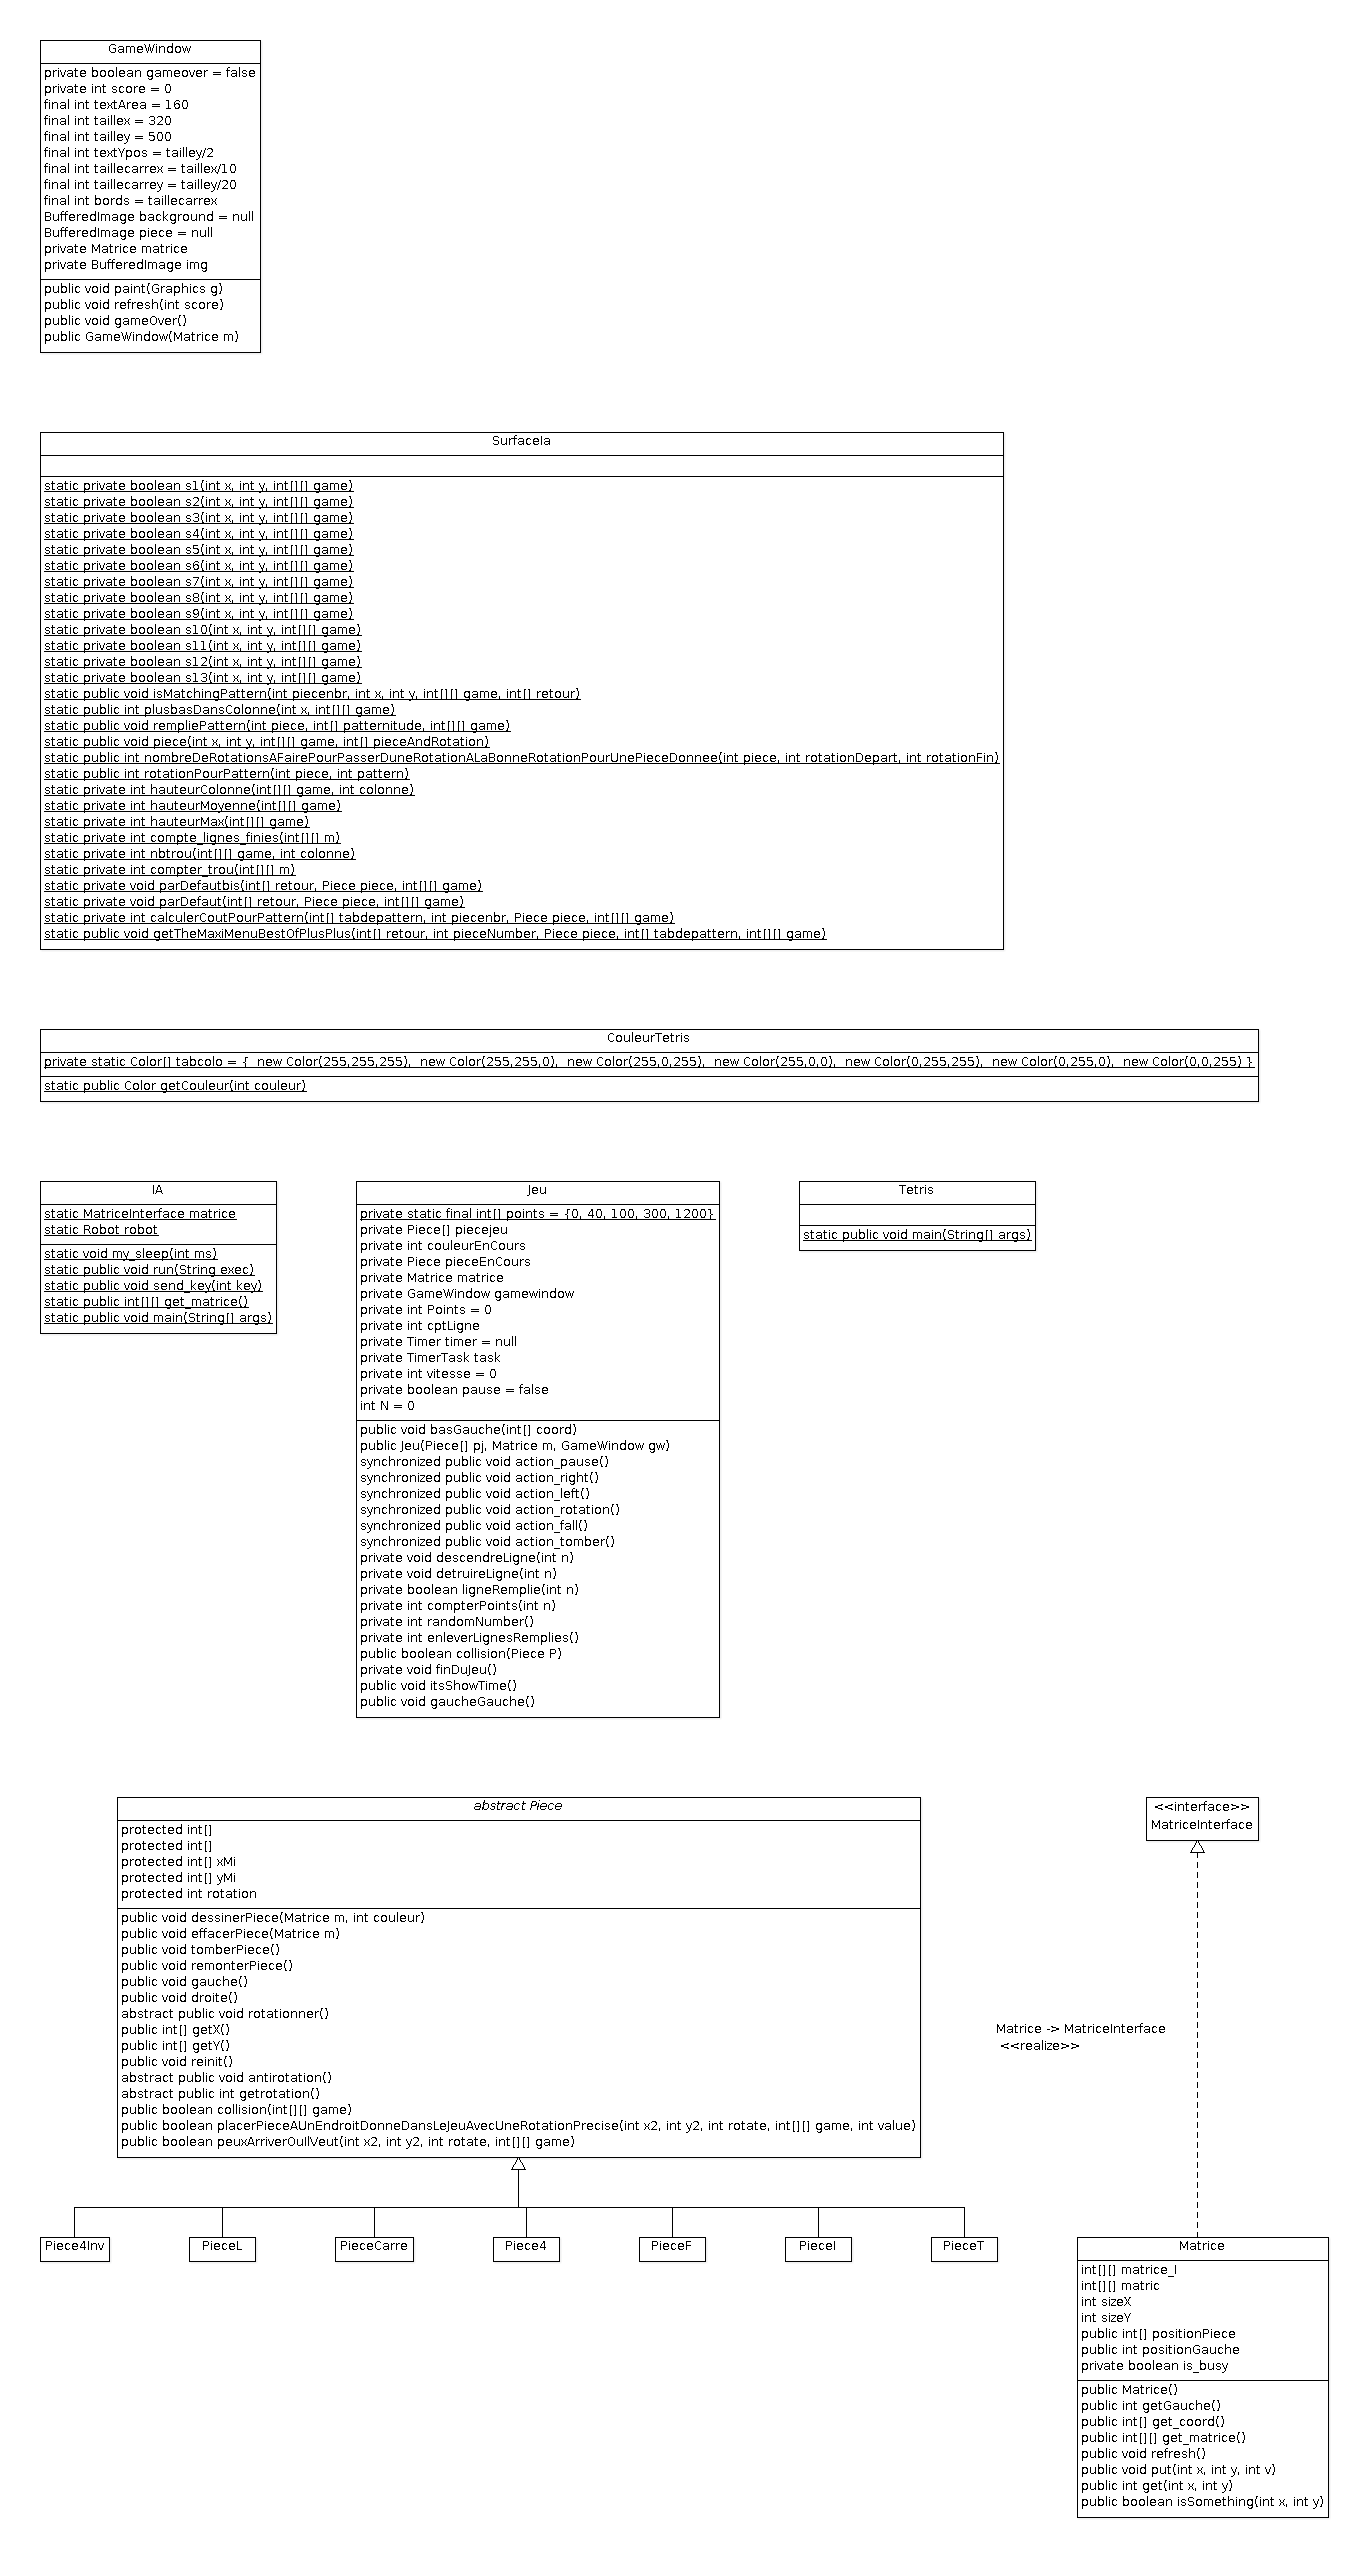 GameWindow
private boolean gameover = false
private int score = 0
final int textArea = 160
final int taillex = 320
final int tailley = 500
final int textYpos = tailley/2
final int taillecarrex = taillex/10
final int taillecarrey = tailley/20
final int bords = taillecarrex
BufferedImage background = null
BufferedImage piece = null
private Matrice matrice
private BufferedImage img
public void paint(Graphics g)
public void refresh(int score)
public void gameOver()
public GameWindow(Matrice m)
SurfaceIa
static private boolean s1(int x, int y, int[][] game)
static private boolean s2(int x, int y, int[][] game)
static private boolean s3(int x, int y, int[][] game)
static private boolean s4(int x, int y, int[][] game)
static private boolean s5(int x, int y, int[][] game)
static private boolean s6(int x, int y, int[][] game)
static private boolean s7(int x, int y, int[][] game)
static private boolean s8(int x, int y, int[][] game)
static private boolean s9(int x, int y, int[][] game)
static private boolean s10(int x, int y, int[][] game)
static private boolean s11(int x, int y, int[][] game)
static private boolean s12(int x, int y, int[][] game)
static private boolean s13(int x, int y, int[][] game)
static public void isMatchingPattern(int piecenbr, int x, int y, int[][] game, int[] retour)
static public int plusbasDansColonne(int x, int[][] game)
static public void rempliePattern(int piece, int[] patternitude, int[][] game)
static public void piece(int x, int y, int[][] game, int[] pieceAndRotation)
static public int nombreDeRotationsAFairePourPasserDuneRotationALaBonneRotationPourUnePieceDonnee(int piece, int rotationDepart, int rotationFin)
static public int rotationPourPattern(int piece, int pattern)
static private int hauteurColonne(int[][] game, int colonne)
static private int hauteurMoyenne(int[][] game)
static private int hauteurMax(int[][] game)
static private int compte_lignes_finies(int[][] m)
static private int nbtrou(int[][] game, int colonne)
static private int compter_trou(int[][] m)
static private void parDefautbis(int[] retour, Piece piece, int[][] game)
static private void parDefaut(int[] retour, Piece piece, int[][] game)
static private int calculerCoutPourPattern(int[] tabdepattern, int piecenbr, Piece piece, int[][] game)
static public void getTheMaxiMenuBestOfPlusPlus(int[] retour, int pieceNumber, Piece piece, int[] tabdepattern, int[][] game)
CouleurTetris
private static Color[] tabcolo = {  new Color(255,255,255),  new Color(255,255,0),  new Color(255,0,255),  new Color(255,0,0),  new Color(0,255,255),  new Color(0,255,0),  new Color(0,0,255) }
static public Color getCouleur(int couleur)
IA
static MatriceInterface matrice
static Robot robot
static void my_sleep(int ms)
static public void run(String exec)
static public void send_key(int key)
static public int[][] get_matrice()
static public void main(String[] args)
Jeu
private static final int[] points = {0, 40, 100, 300, 1200}
private Piece[] piecejeu
private int couleurEnCours
private Piece pieceEnCours
private Matrice matrice
private GameWindow gamewindow
private int Points = 0
private int cptLigne
private Timer timer = null
private TimerTask task
private int vitesse = 0
private boolean pause = false
int N = 0
public void basGauche(int[] coord)
public Jeu(Piece[] pj, Matrice m, GameWindow gw)
synchronized public void action_pause()
synchronized public void action_right()
synchronized public void action_left()
synchronized public void action_rotation()
synchronized public void action_fall()
synchronized public void action_tomber()
private void descendreLigne(int n)
private void detruireLigne(int n)
private boolean ligneRemplie(int n)
private int compterPoints(int n)
private int randomNumber()
private int enleverLignesRemplies()
public boolean collision(Piece P)
private void finDuJeu()
public void itsShowTime()
public void gaucheGauche()
Tetris
static public void main(String[] args)
abstract Piece
protected int[]
protected int[]
protected int[] xMi
protected int[] yMi
protected int rotation
public void dessinerPiece(Matrice m, int couleur)
public void effacerPiece(Matrice m)
public void tomberPiece()
public void remonterPiece()
public void gauche()
public void droite()
abstract public void rotationner()
public int[] getX()
public int[] getY()
public void reinit()
abstract public void antirotation()
abstract public int getrotation()
public boolean collision(int[][] game)
public boolean placerPieceAUnEndroitDonneDansLeJeuAvecUneRotationPrecise(int x2, int y2, int rotate, int[][] game, int value)
public boolean peuxArriverOuIlVeut(int x2, int y2, int rotate, int[][] game)
<<interface>>
MatriceInterface
Matrice -> MatriceInterface
<<realize>>
Piece4Inv
PieceL
PieceCarre
Piece4
PieceF
PieceI
PieceT
Matrice
int[][] matrice_I
int[][] matric
int sizeX
int sizeY
public int[] positionPiece
public int positionGauche
private boolean is_busy
public Matrice()
public int getGauche()
public int[] get_coord()
public int[][] get_matrice()
public void refresh()
public void put(int x, int y, int v)
public int get(int x, int y)
public boolean isSomething(int x, int y)